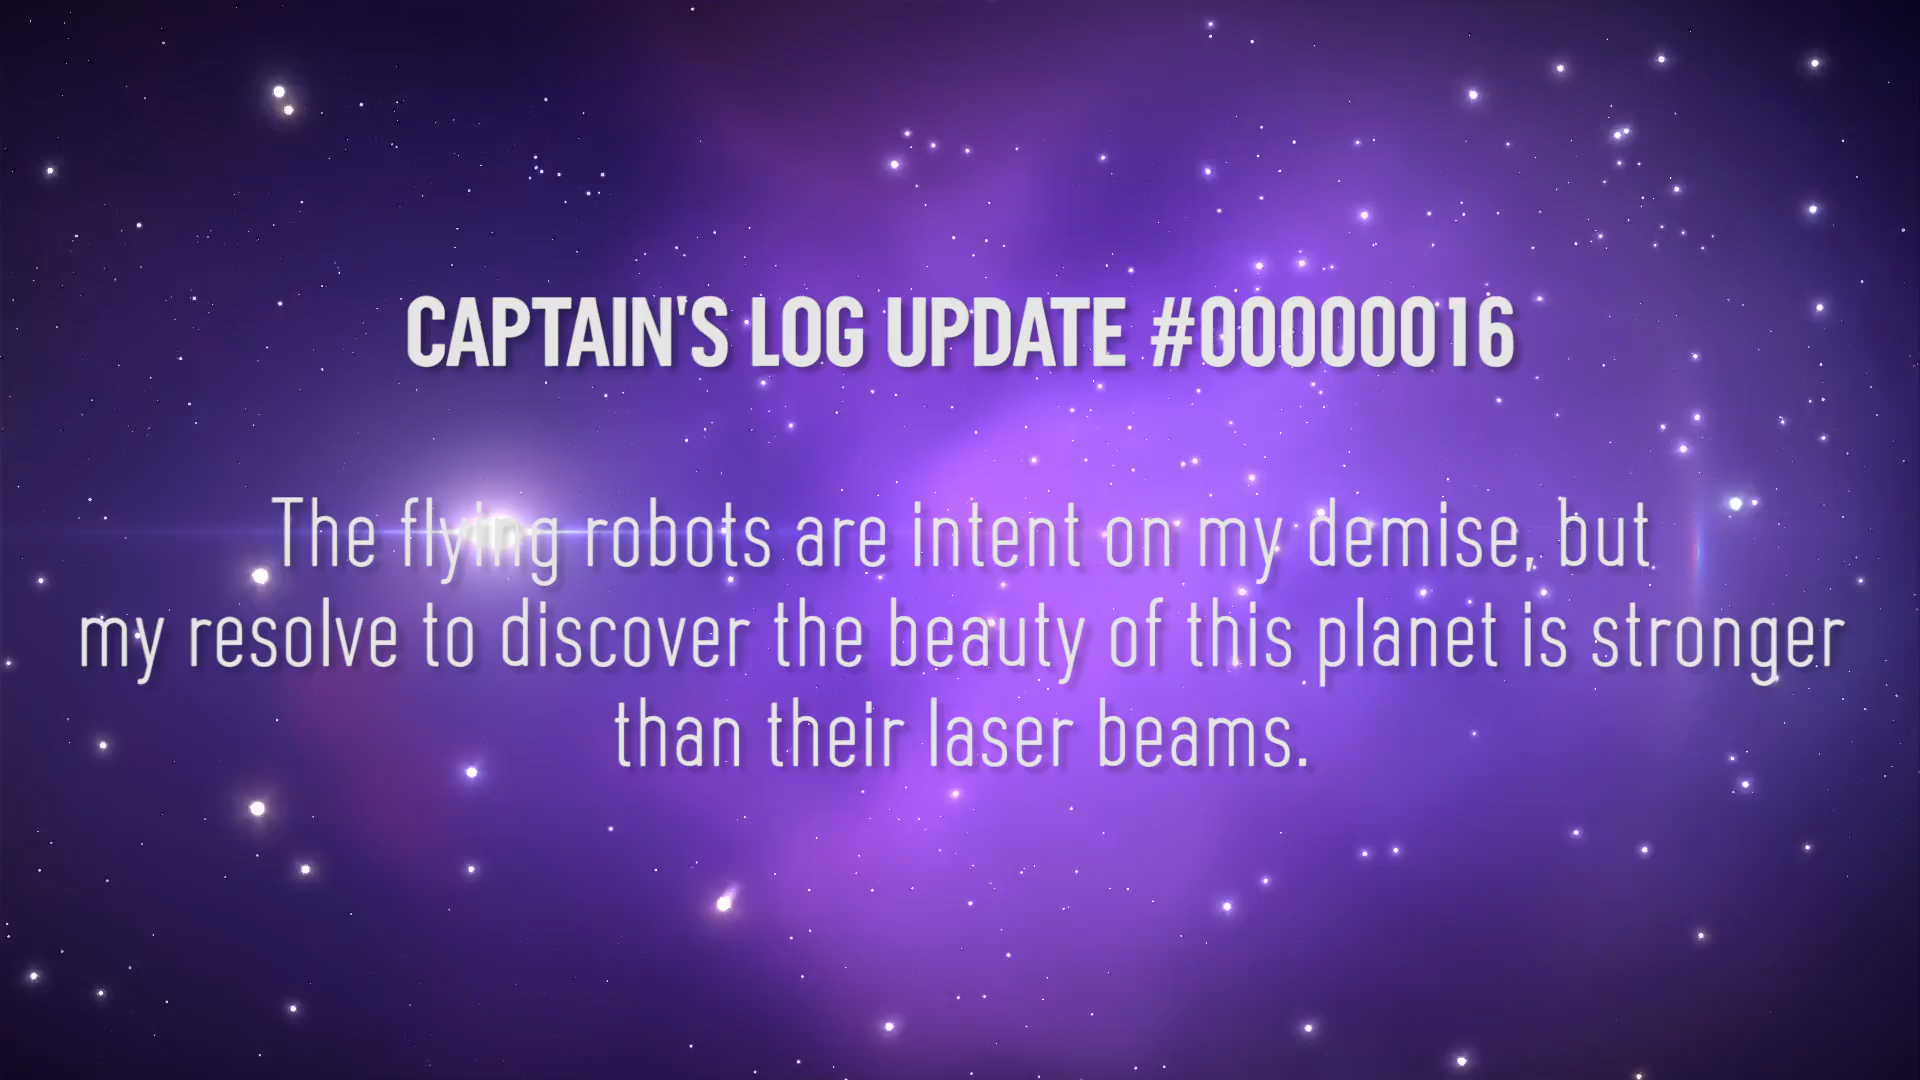 CAPTAIN'S LOG UPDATE #00000016
The flying robots are intent on my demise, but
my resolve to discover the beauty of this planet is stronger
than their laser beams.